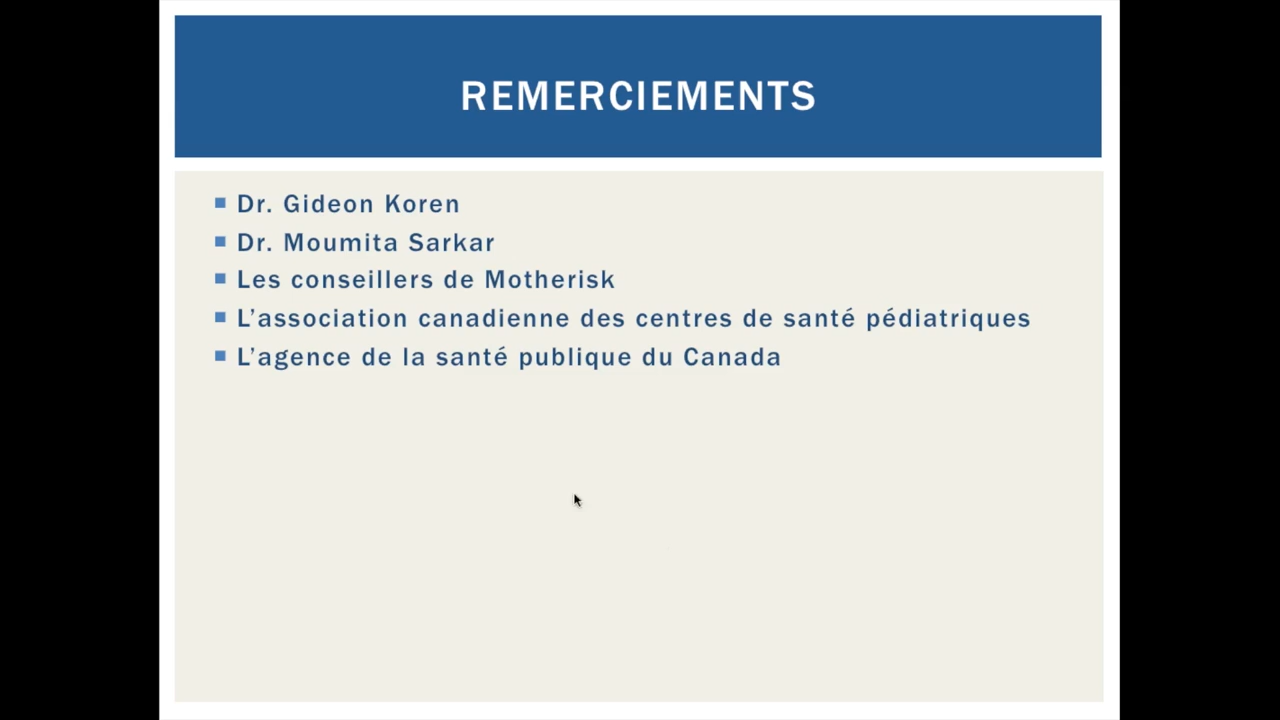 REMERCIEMENTS
Dr. Gideon Koren
Dr. Moumita Sarkar
Les conseillers de Motherisk
L’association canadienne des centres de santé pédiatriques
L’agence de la santé publique du Canada